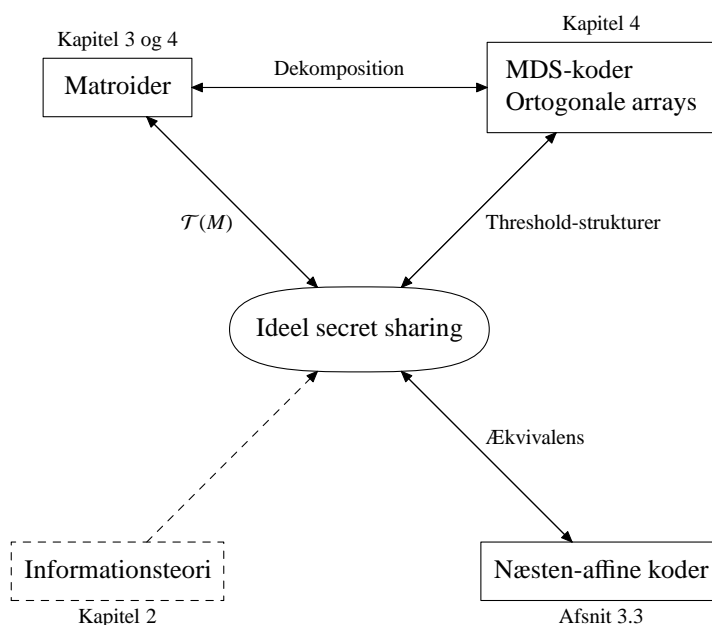 Kapitel 3 og 4
Matroider
Dekomposition
Kapitel 4
MDS-koder
Ortogonale arrays
𝒯(M)
Threshold-strukturer
Ideel secret sharing
Ækvivalens
Informationsteori
Kapitel 2
Næsten-affine koder
Afsnit 3.3